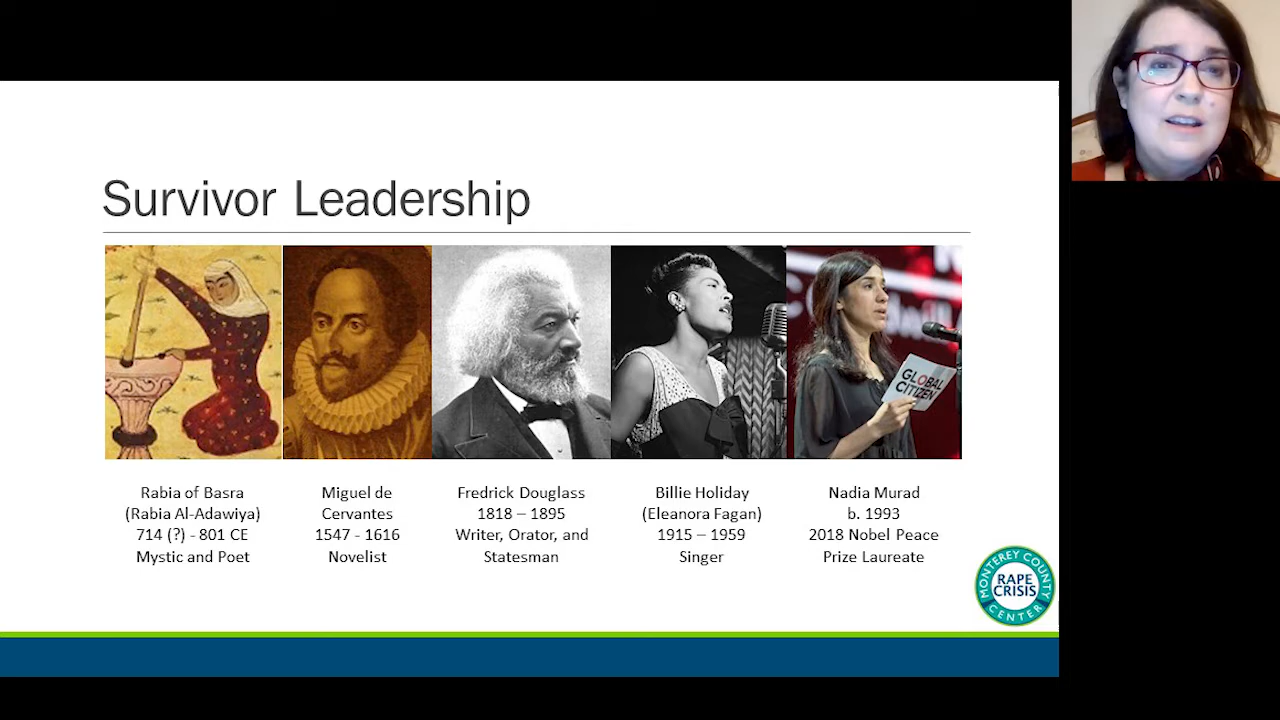 Survivor Leadership
GLOBAL
CITIZEN
Rabia of Basra
(Rabia Al-Adawiya)
714 (?) - 801 CE
Mystic and Poet
Miguel de
Cervantes
1547 - 1616
Novelist
Fredrick Douglass
1818 – 1895
Writer, Orator, and
Statesman
Billie Holiday
(Eleanora Fagan)
1915 – 1959
Singer
Nadia Murad
b. 1993
2018 Nobel Peace
Prize Laureate
MONTEREY COUNTY
RAPE
CRISIS
CENTER